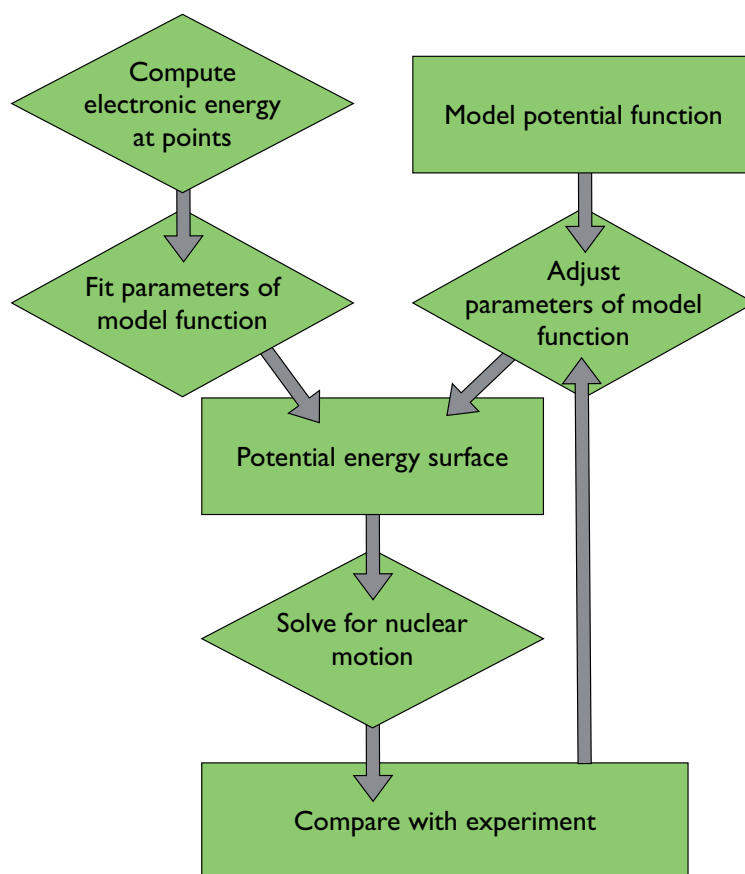 Compute
electronic energy
at points
Model potential function
Fit parameters of
model function
Adjust
parameters of model
function
Potential energy surface
Solve for nuclear
motion
Compare with experiment